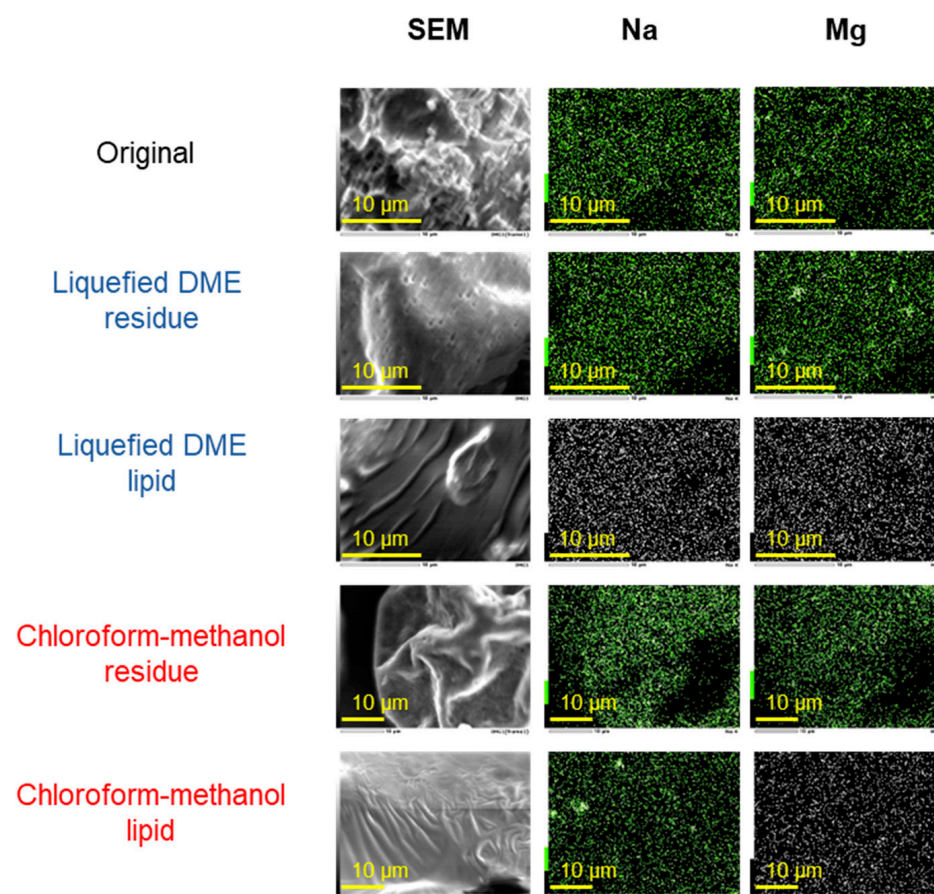 SEM Na Mg
Original
10 µm 10 µm 10 µm
Liquefied DME
residue
10 µm 10 µm 10 µm
Liquefied DME
lipid
10 µm 10 µm 10 µm
Chloroform-methanol
residue
10 µm 10 µm 10 µm
Chloroform-methanol
lipid
10 µm 10 µm 10 µm